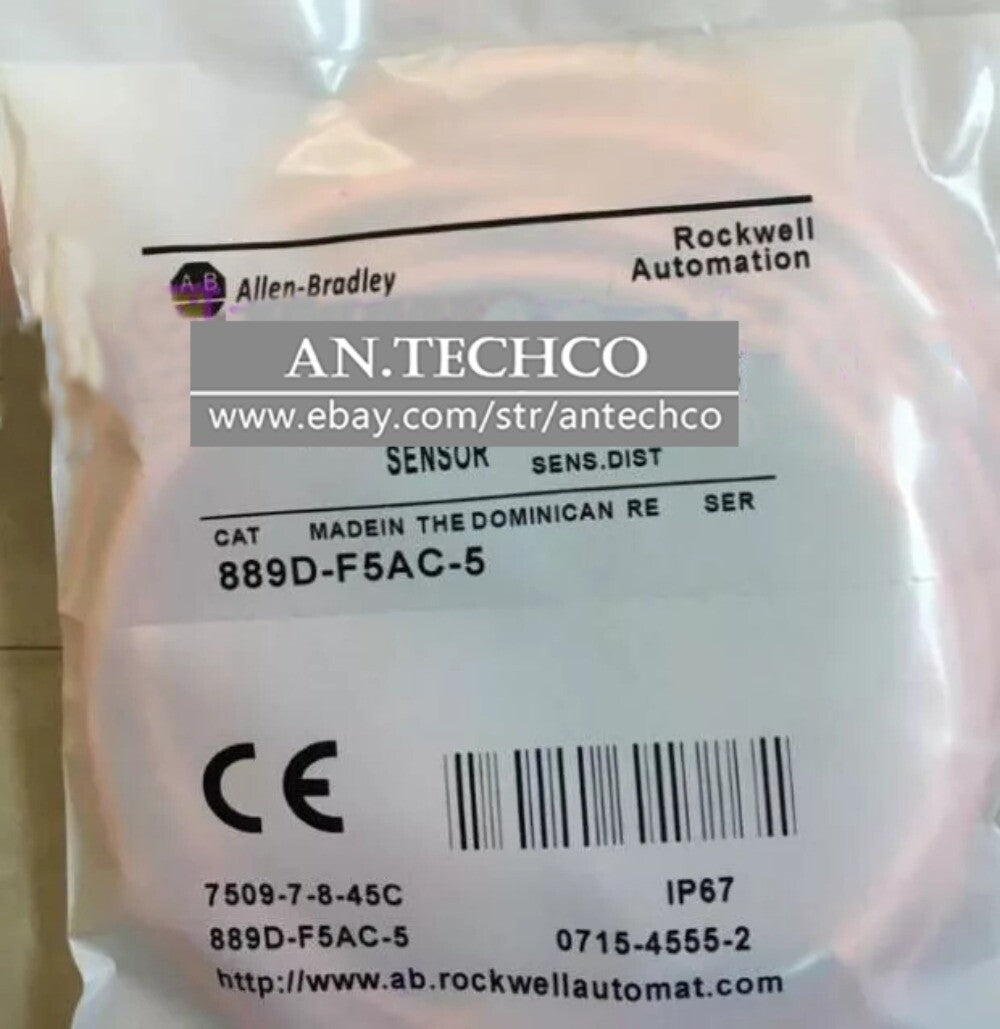 Rockwell
Automation
A B Allen-Bradley
AN.TECHCO
www.ebay.com/str/antechco
SENSOR SENS.DIST
CAT MADEIN THE DOMINICAN RE SER
889D-F5AC-5
CE
7509-7-8-45C IP67
889D-F5AC-5 0715-4555-2
http://www.ab.rockwellautomat.com